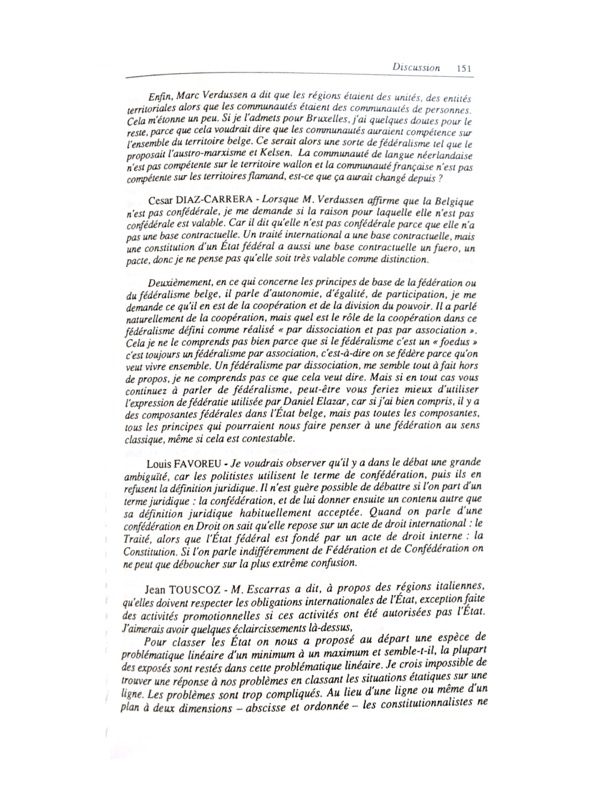 Discussion 151
Enfin, Marc Verdussen a dit que les régions étaient des unités, des entités
territoriales alors que les communautés étaient des communautés de personnes.
Cela m'étonne un peu. Si je l'admets pour Bruxelles, j'ai quelques doutes pour le
reste, parce que cela voudrait dire que les communautés auraient compétence sur
l'ensemble du territoire belge. Ce serait alors une sorte de fédéralisme tel que le
proposait l'austro-marxisme et Kelsen. La communauté de langue néerlandaise
n'est pas compétente sur le territoire wallon et la communauté française n'est pas
compétente sur les territoires flamand, est-ce que ça aurait changé depuis ?
Cesar DIAZ-CARRERA - Lorsque M. Verdussen affirme que la Belgique
n'est pas confédérale, je me demande si la raison pour laquelle elle n'est pas
confédérale est valable. Car il dit qu'elle n'est pas confédérale parce que elle n'a
pas une base contractuelle. Un traité international a une base contractuelle, mais
une constitution d'un État fédéral a aussi une base contractuelle un fuero, un
pacte, donc je ne pense pas qu'elle soit très valable comme distinction.
Deuxièmement, en ce qui concerne les principes de base de la fédération ou
du fédéralisme belge, il parle d'autonomie, d'égalité, de participation, je me
demande ce qu'il en est de la coopération et de la division du pouvoir. Il a parlé
naturellement de la coopération, mais quel est le rôle de la coopération dans ce
fédéralisme défini comme réalisé « par dissociation et pas par association ».
Cela je ne le comprends pas bien parce que si le fédéralisme c'est un « foedus »
c'est toujours un fédéralisme par association, c'est-à-dire on se fédère parce qu'on
veut vivre ensemble. Un fédéralisme par dissociation, me semble tout à fait hors
de propos, je ne comprends pas ce que cela veut dire. Mais si en tout cas vous
continuez à parler de fédéralisme, peut-être vous feriez mieux d'utiliser
l'expression de fédératie utilisée par Daniel Elazar, car si j'ai bien compris, il y a
des composantes fédérales dans l'État belge, mais pas toutes les composantes,
tous les principes qui pourraient nous faire penser à une fédération au sens
classique, même si cela est contestable.
Louis FAVOREU - Je voudrais observer qu'il y a dans le débat une grande
ambiguïté, car les politistes utilisent le terme de confédération, puis ils en
refusent la définition juridique. Il n'est guère possible de débattre si l'on part d'un
terme juridique : la confédération, et de lui donner ensuite un contenu autre que
sa définition juridique habituellement acceptée. Quand on parle d'une
confédération en Droit on sait qu'elle repose sur un acte de droit international : le
Traité, alors que l'État fédéral est fondé par un acte de droit interne : la
Constitution. Si l'on parle indifféremment de Fédération et de Confédération on
ne peut que déboucher sur la plus extrême confusion.
Jean TOUSCOZ - M. Escarras a dit, à propos des régions italiennes,
qu'elles doivent respecter les obligations internationales de l'État, exception faite
des activités promotionnelle si ces activités ont été autorisées pas l'État.
J'aimerais avoir quelques éclaircissements là-dessus,
Pour classer les État on nous a proposé au départ une espèce de
problématique linéaire d'un minimum à un maximum et semble-t-il, la plupart
des exposés sont restés dans cette problématique linéaire. Je crois impossible de
trouver une réponse à nos problèmes en classant les situations étatiques sur une
ligne. Les problèmes sont trop compliqués. Au lieu d'une ligne ou même d'un
plan à deux dimensions – abscisse et ordonnée – les constitutionnalistes ne